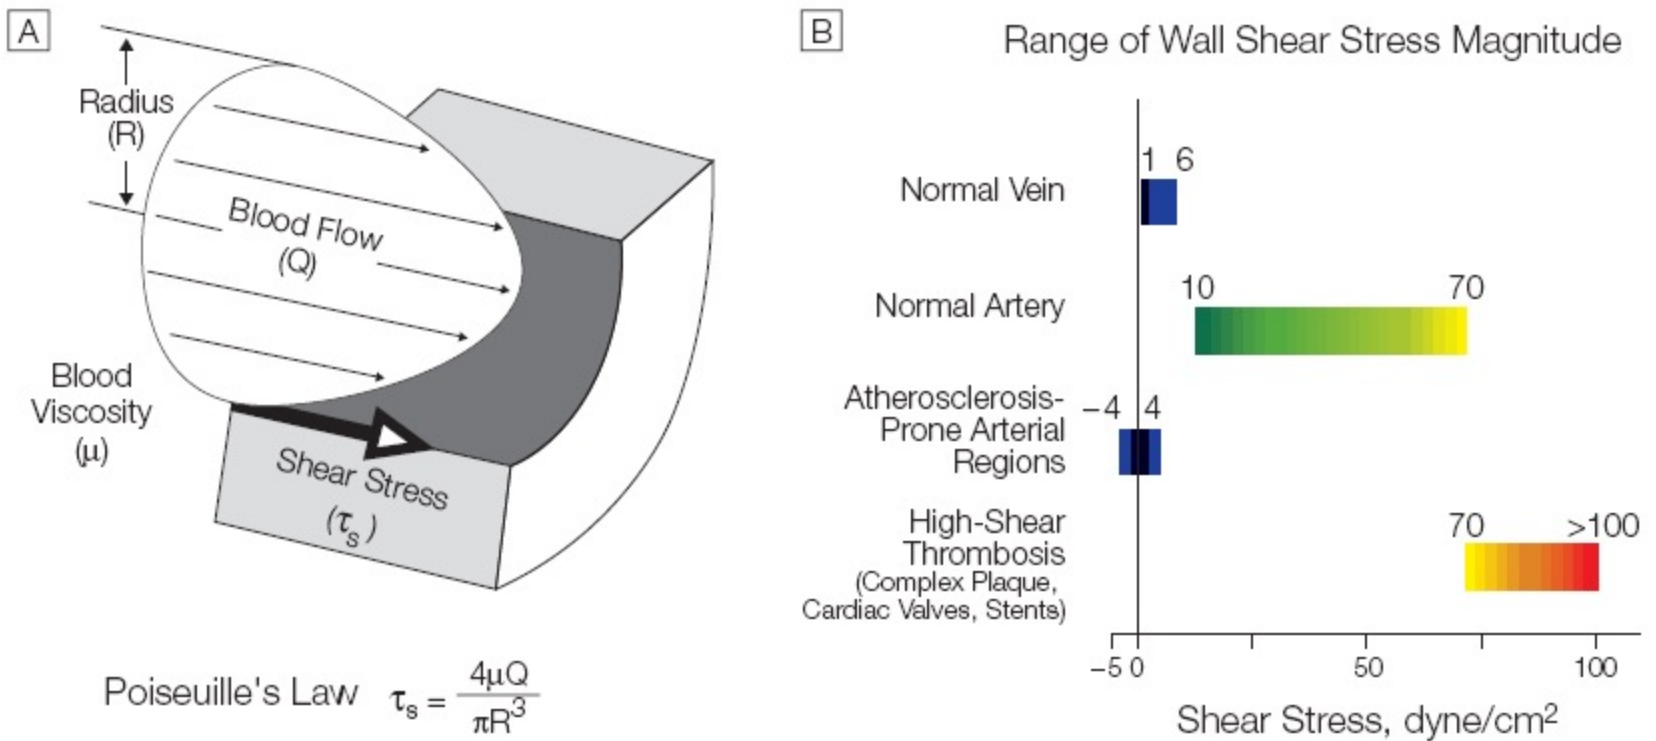 A
Radius
(R)
Blood Flow
(Q)
Blood
Viscosity
(μ)
Shear Stress
(τs)
Poiseuille's Law τs = 4μQ / πR³
B
Range of Wall Shear Stress Magnitude
Normal Vein
1 6
Normal Artery
10 70
Atherosclerosis-
Prone Arterial
Regions
−4 4
High-Shear
Thrombosis
(Complex Plaque,
Cardiac Valves, Stents)
70 >100
−5 0 50 100
Shear Stress, dyne/cm²